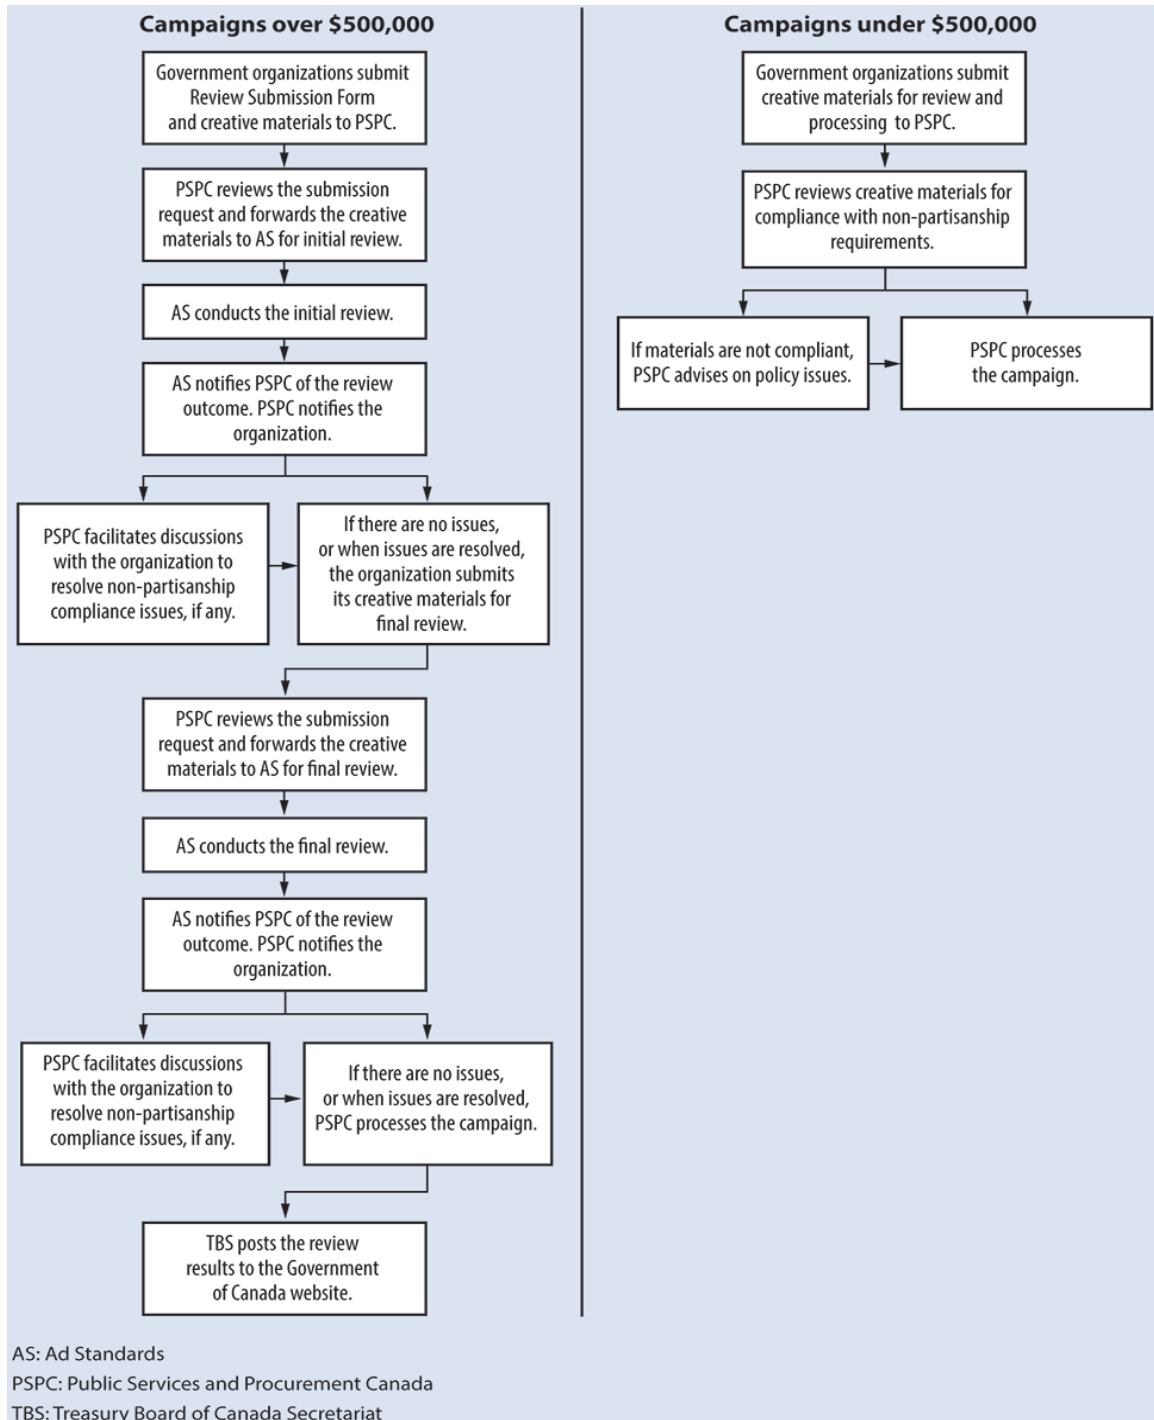 Campaigns over $500,000
Government organizations submit
Review Submission Form
and creative materials to PSPC.
PSPC reviews the submission
request and forwards the creative
materials to AS for initial review.
AS conducts the initial review.
AS notifies PSPC of the review
outcome. PSPC notifies the
organization.
PSPC facilitates discussions
with the organization to
resolve non-partisanship
compliance issues, if any.
If there are no issues,
or when issues are resolved,
the organization submits
its creative materials for
final review.
PSPC reviews the submission
request and forwards the creative
materials to AS for final review.
AS conducts the final review.
AS notifies PSPC of the review
outcome. PSPC notifies the
organization.
PSPC facilitates discussions
with the organization to
resolve non-partisanship
compliance issues, if any.
If there are no issues,
or when issues are resolved,
PSPC processes the campaign.
TBS posts the review
results to the Government
of Canada website.
Campaigns under $500,000
Government organizations submit
creative materials for review and
processing to PSPC.
PSPC reviews creative materials for
compliance with non-partisanship
requirements.
If materials are not compliant,
PSPC advises on policy issues.
PSPC processes
the campaign.
AS: Ad Standards
PSPC: Public Services and Procurement Canada
TBS: Treasury Board of Canada Secretariat